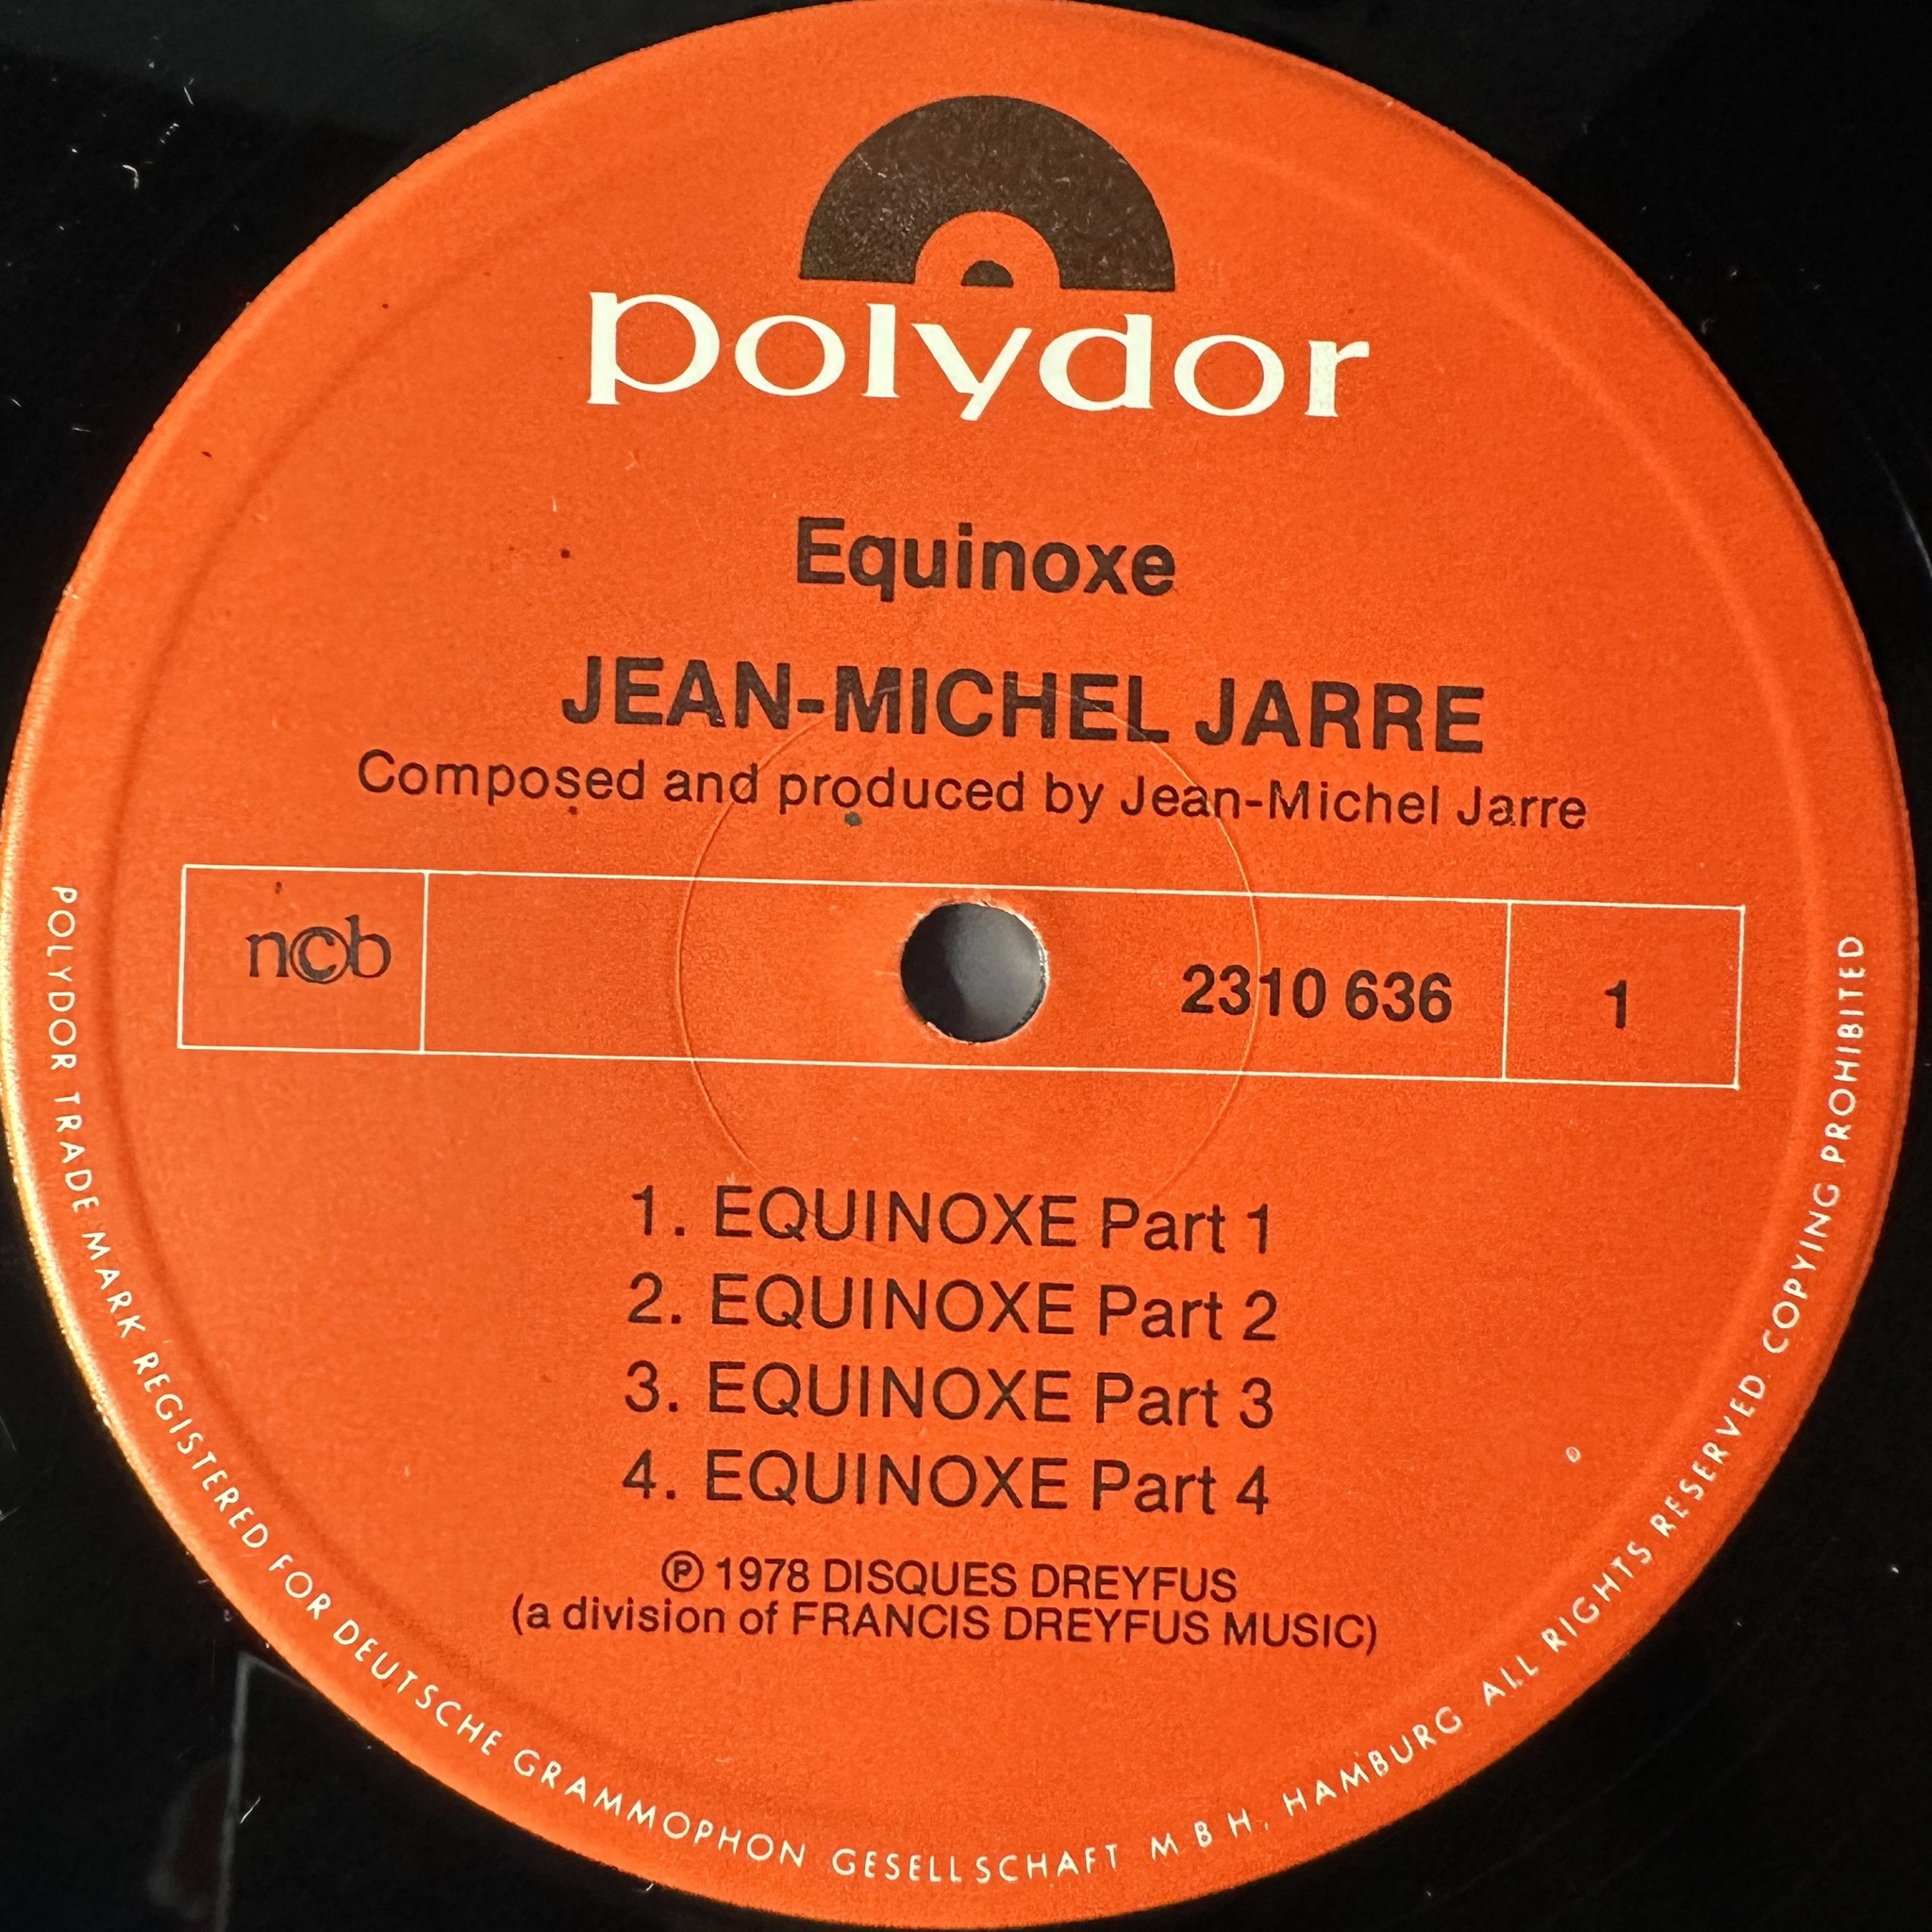 polydor
Equinoxe
JEAN-MICHEL JARRE
Composed and produced by Jean-Michel Jarre
n©b
2310 636
1
1. EQUINOXE Part 1
2. EQUINOXE Part 2
3. EQUINOXE Part 3
4. EQUINOXE Part 4
℗ 1978 DISQUES DREYFUS
(a division of FRANCIS DREYFUS MUSIC)
POLYDOR TRADE MARK REGISTERED FOR DEUTSCHE GRAMMOPHON GESELLSCHAFT M B H, HAMBURG ALL RIGHTS RESERVED COPYING PROHIBITED